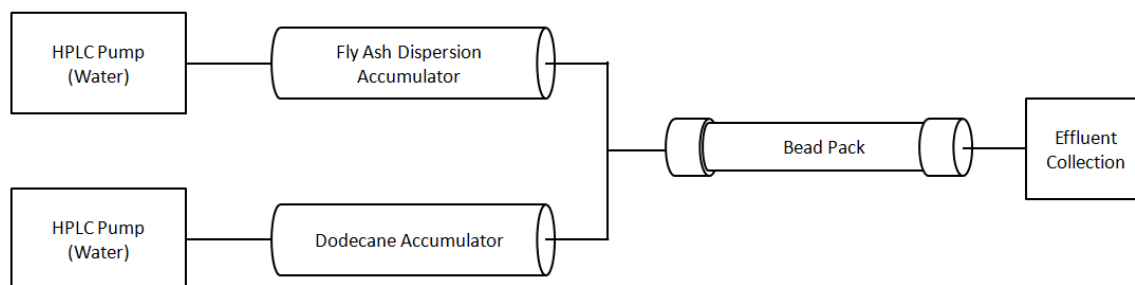 HPLC Pump
(Water)
Fly Ash Dispersion
Accumulator
Bead Pack
Effluent
Collection
HPLC Pump
(Water)
Dodecane Accumulator